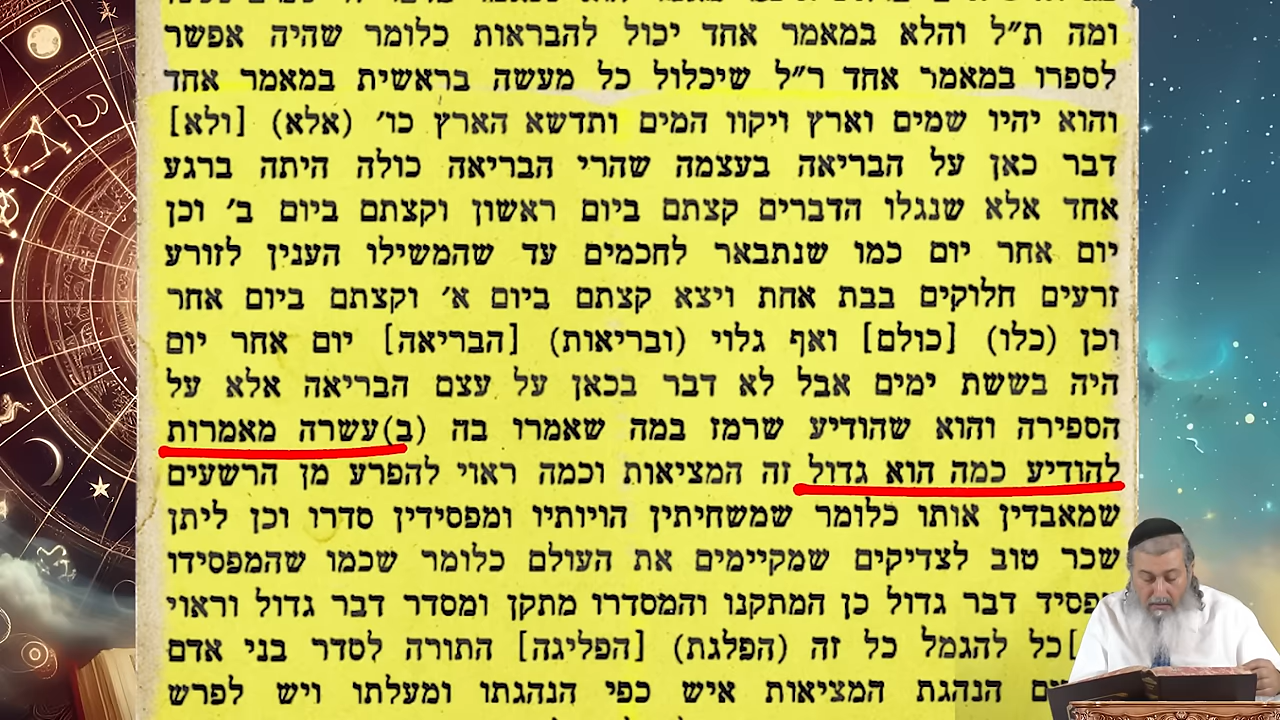 ומה ת״ל והלא במאמר אחד יכול להבראות כלומר שהיה אפשר
לספרו במאמר אחד ר״ל שיכלול כל מעשה בראשית במאמר אחד
והוא יהיו שמים וארץ ויקוו המים ותדשא הארץ כו׳ (אלא) [ולא]
דבר כאן על הבריאה בעצמה שהרי הבריאה כולה היתה ברגע
אחד אלא שנגלו הדברים קצתם ביום ראשון וקצתם ביום ב׳ וכן
יום אחר יום כמו שנתבאר לחכמים עד שהמשילו הענין לזורע
זרעים חלוקים בבת אחת ויצא קצתם ביום א׳ וקצתם ביום אחר
וכן (כלו) [כולם] ואף גלוי (ובריאות) [הבריאה] יום אחר יום
היה בששת ימים אבל לא דבר בכאן על עצם הבריאה אלא על
הספירה והוא שהודיע שרמז במה שאמרו בה (ב)עשרה מאמרות
להודיע כמה הוא גדול זה המציאות וכמה ראוי להפרע מן הרשעים
שמאבדין אותו כלומר שמשחיתין הויותיו ומפסידין סדרו וכן ליתן
שכר טוב לצדיקים שמקיימים את העולם כלומר שכמו שהמפסידו
יפסיד דבר גדול כן המתקנו והמסדרו מתקן ומסדר דבר גדול וראוי
]כל להגמל כל זה (הפלגת) [הפליגה] התורה לסדר בני אדם
הנהגת המציאות איש כפי הנהגתו ומעלתו ויש לפרש